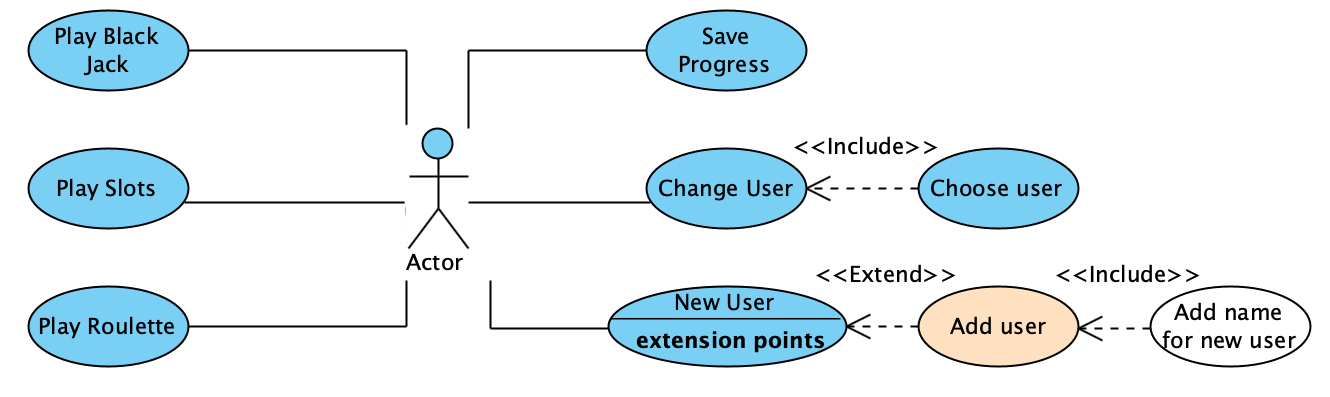 Play Black
Jack
Save
Progress
<<Include>>
Play Slots
Change User
Choose user
Actor
<<Extend>>
<<Include>>
New User
extension points
Play Roulette
Add user
Add name
for new user